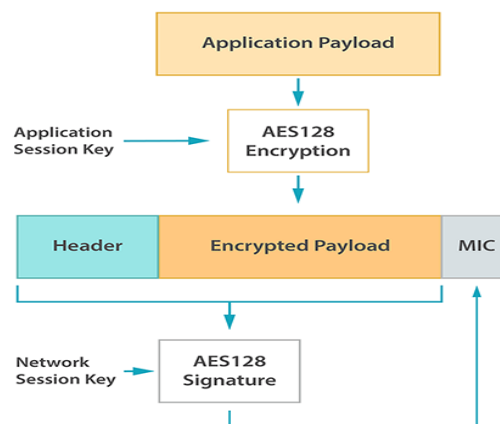 Application Payload
Application
Session Key
AES128
Encryption
Header
Encrypted Payload
MIC
Network
Session Key
AES128
Signature